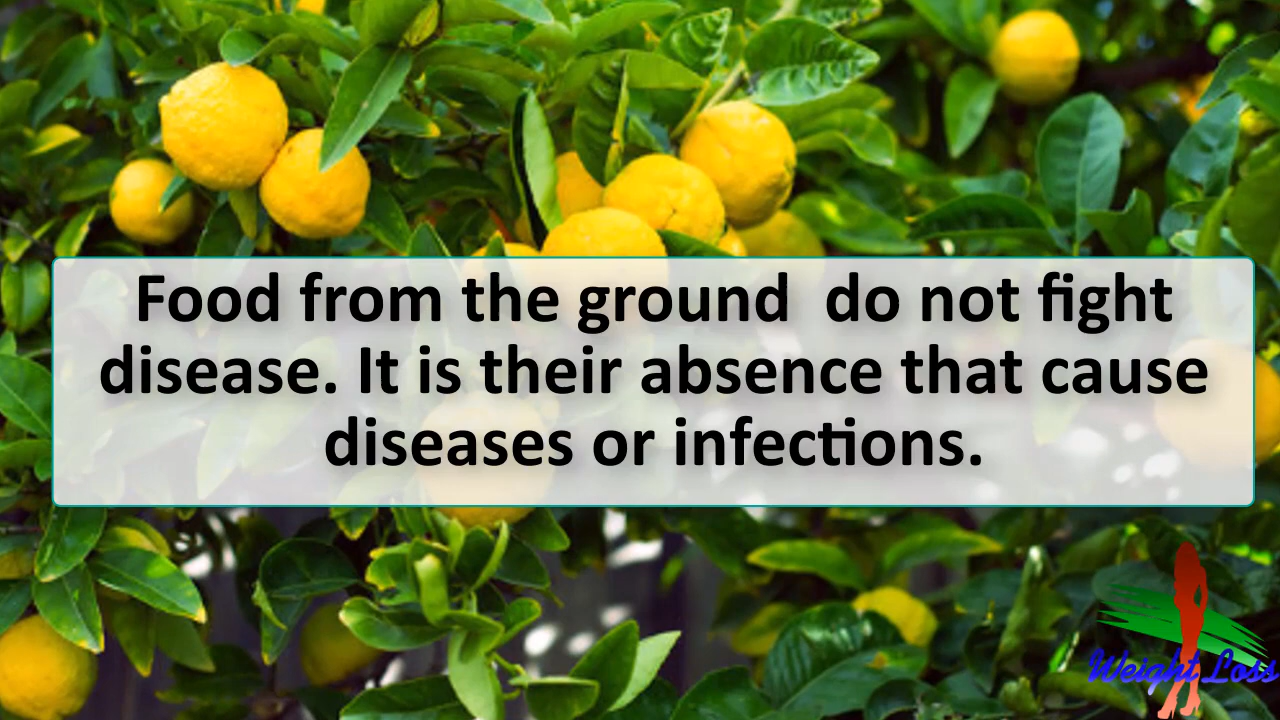 Food from the ground  do not fight
disease. It is their absence that cause
diseases or infections.
Weight Loss